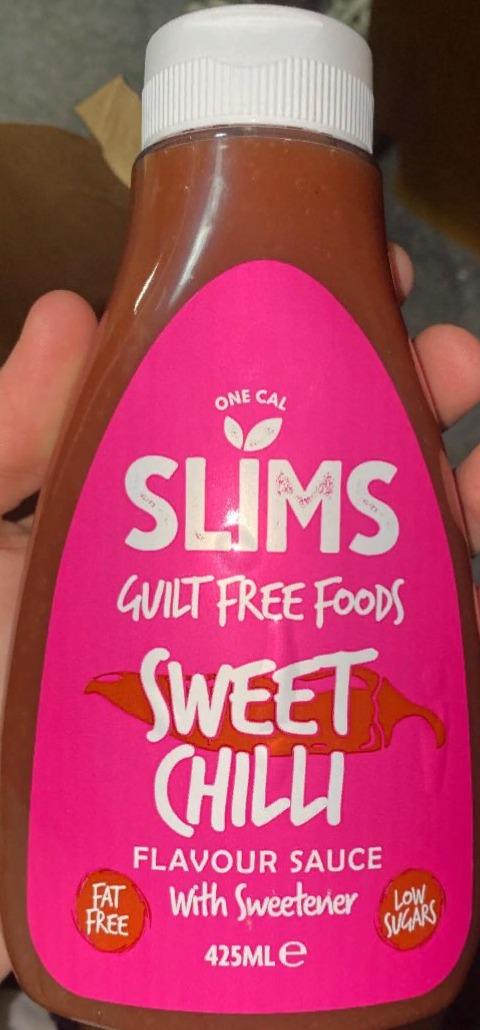 ONE CAL
SLIMS
GUILT FREE FOODS
SWEET
CHILLI
FLAVOUR SAUCE
With Sweetener
FAT
FREE
LOW
SUGARS
425ML e